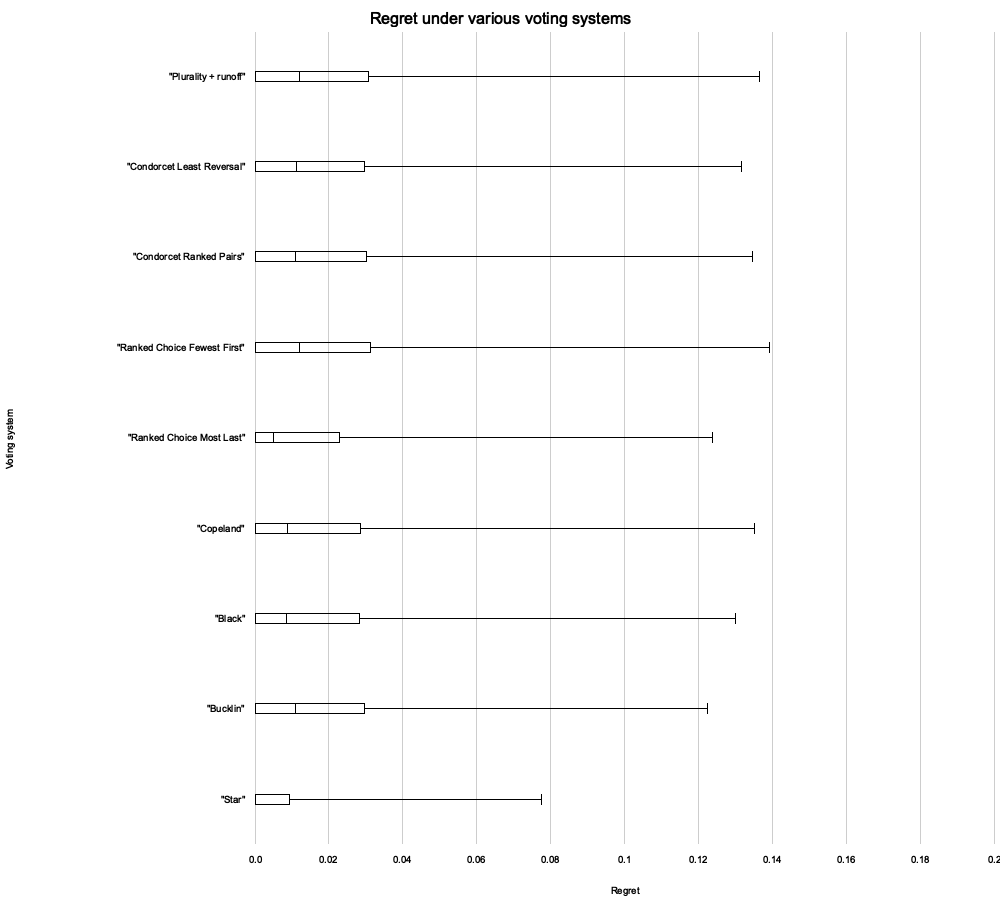 Regret under various voting systems
"Plurality + runoff"
"Condorcet Least Reversal"
"Condorcet Ranked Pairs"
"Ranked Choice Fewest First"
Voting system
"Ranked Choice Most Last"
"Copeland"
"Black"
"Bucklin"
"Star"
0.0 0.02 0.04 0.06 0.08 0.1 0.12 0.14 0.16 0.18 0.2
Regret